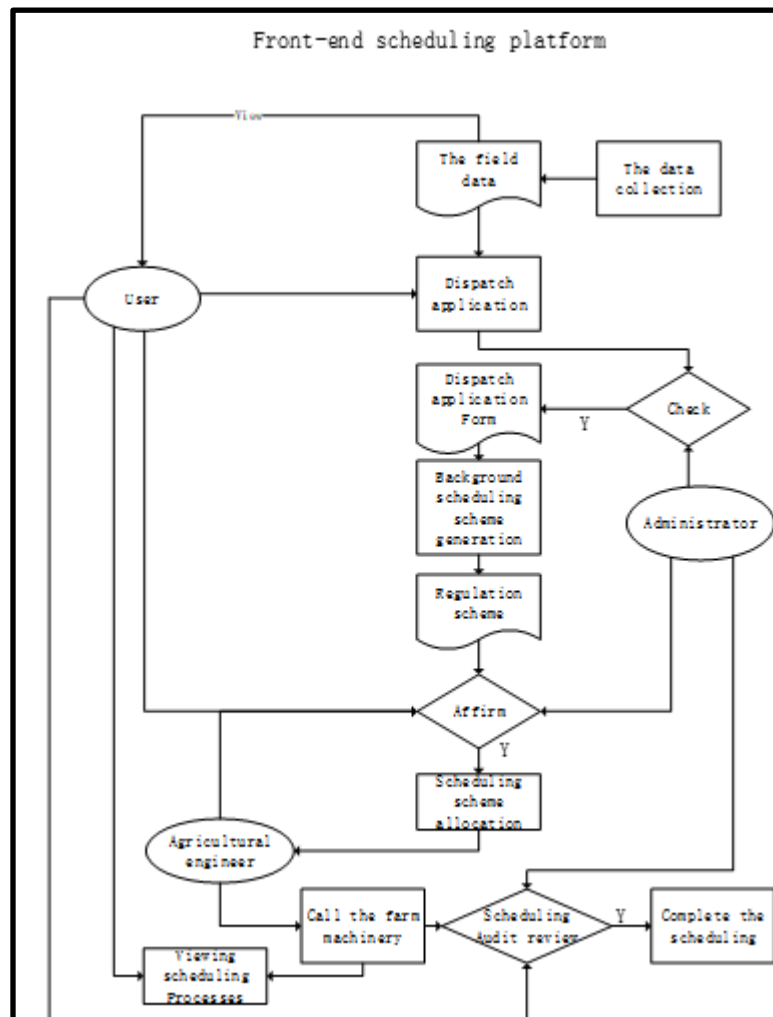 Front-end scheduling platform
View
The field
data
The data
collection
User
Dispatch
application
Dispatch
application
Form
Check
Y
Background
scheduling
scheme
generation
Administrator
Regulation
scheme
Affirm
Y
Scheduling
scheme
allocation
Agricultural
engineer
Call the farm
machinery
Scheduling
Audit review
Y
Complete the
scheduling
Viewing
scheduling
Processes